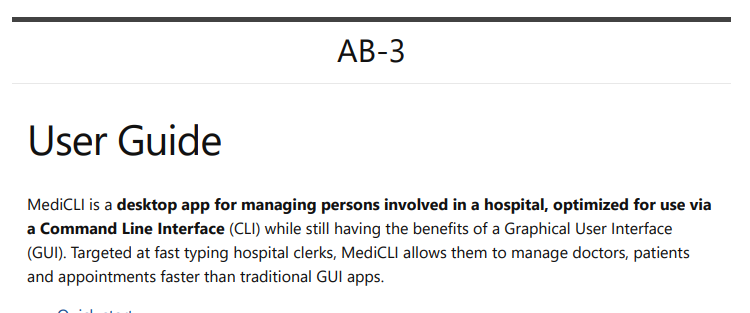 AB-3
User Guide
MediCLI is a desktop app for managing persons involved in a hospital, optimized for use via
a Command Line Interface (CLI) while still having the benefits of a Graphical User Interface
(GUI). Targeted at fast typing hospital clerks, MediCLI allows them to manage doctors, patients
and appointments faster than traditional GUI apps.